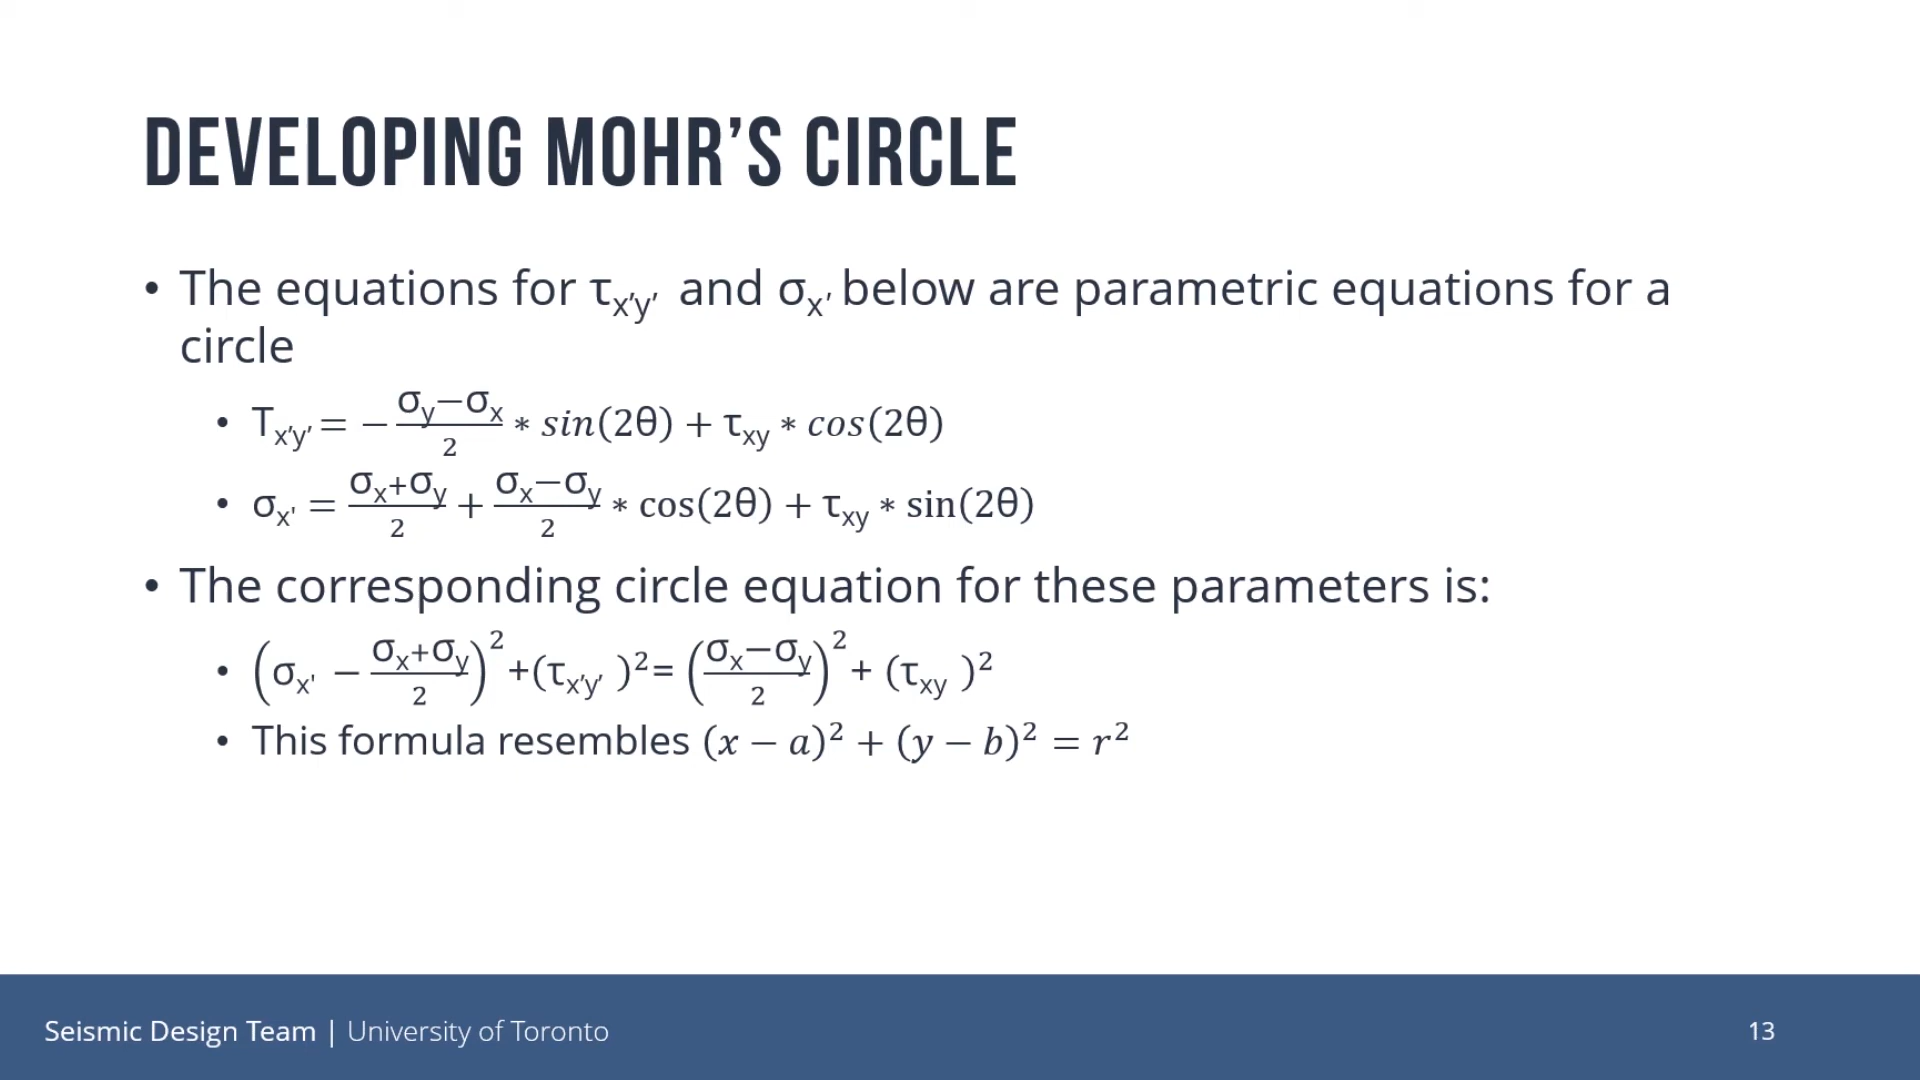 DEVELOPING MOHR’S CIRCLE
• The equations for τx’y’ and σx’ below are parametric equations for a
circle
• Τx’y’ = − (σy−σx)/2 ∗ sin(2θ) + τxy ∗ cos(2θ)
• σx' = (σx+σy)/2 + (σx−σy)/2 ∗ cos(2θ) + τxy ∗ sin(2θ)
• The corresponding circle equation for these parameters is:
• (σx' − (σx+σy)/2)² +(τx’y’ )²= ((σx−σy)/2)² + (τxy )²
• This formula resembles (x − a)² + (y − b)² = r²
Seismic Design Team | University of Toronto
13